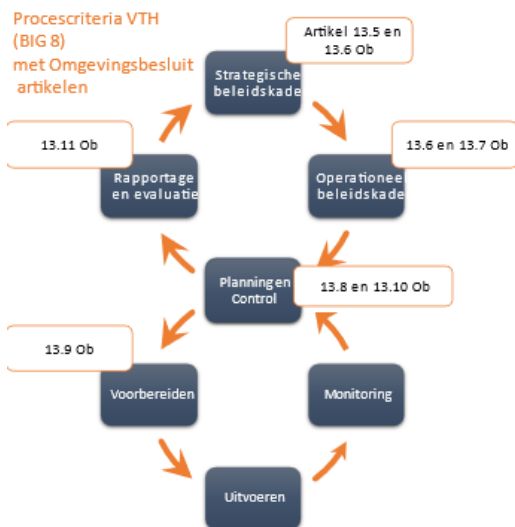 Procescriteria VTH
(BIG 8)
met Omgevingsbesluit
artikelen
Artikel 13.5 en
13.6 Ob
Strategische
beleidskade
13.11 Ob
13.6 en 13.7 Ob
Rapportage
en evaluatie
Operationee
beleidskade
Planning en
Control
13.8 en 13.10 Ob
13.9 Ob
Voorbereiden
Monitoring
Uitvoeren